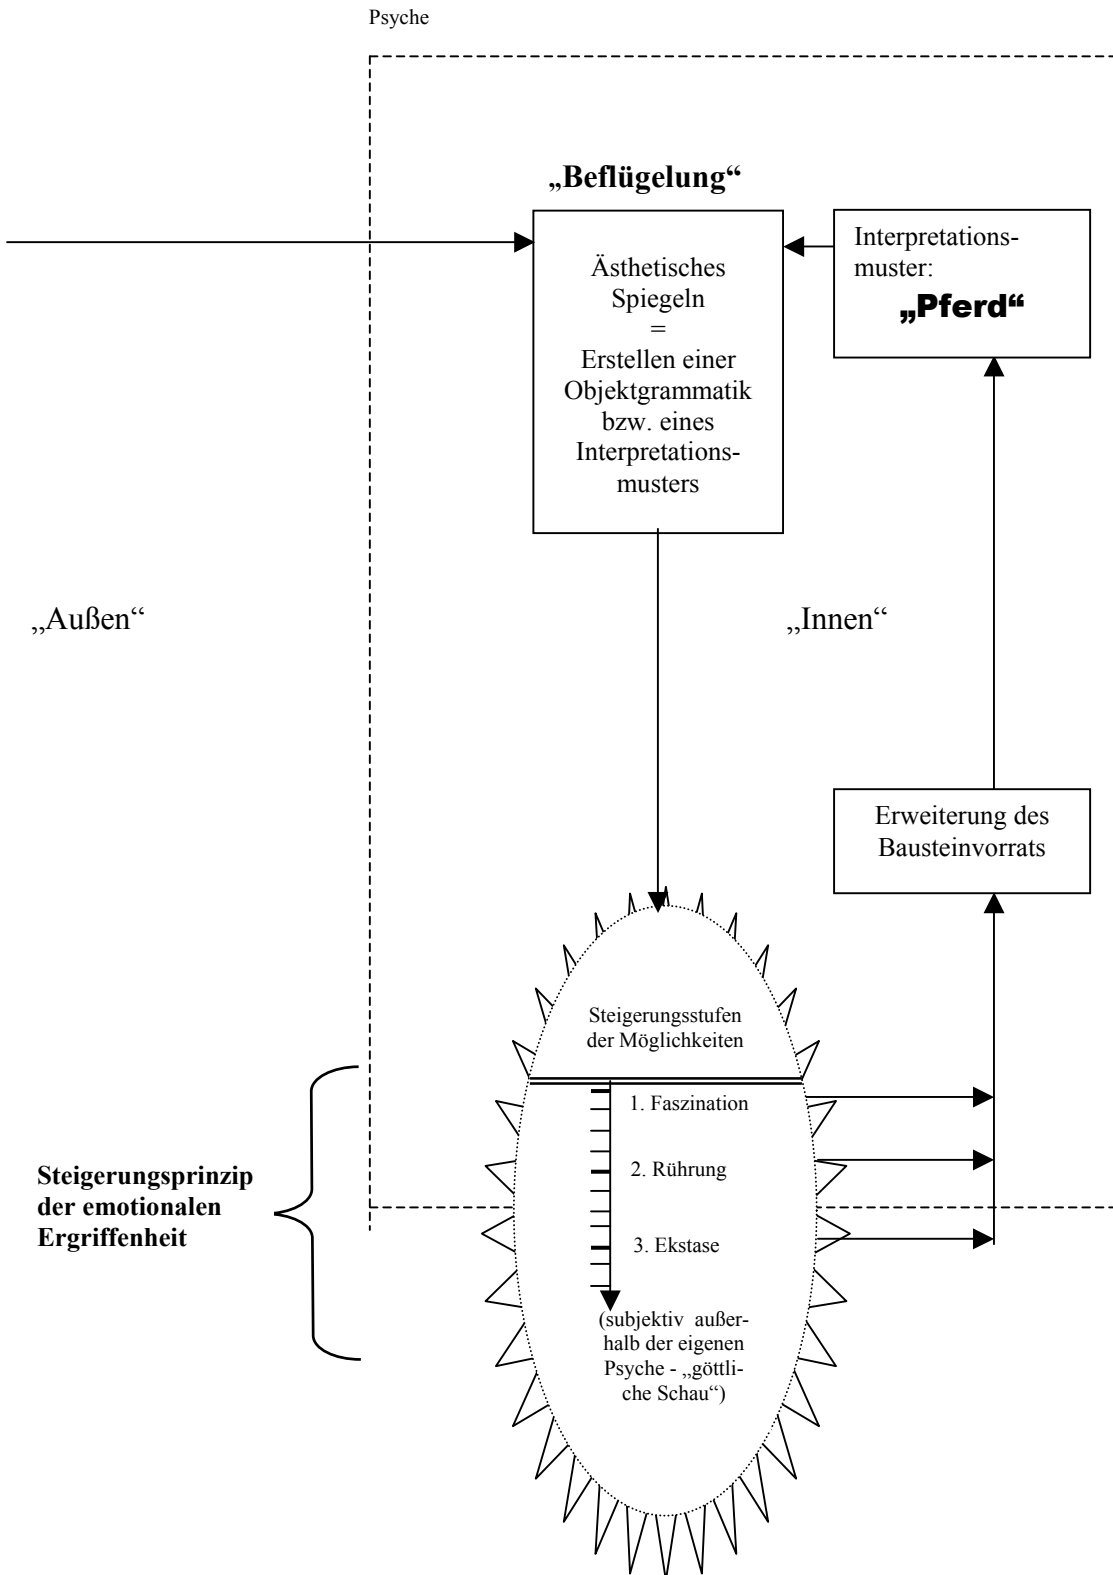 Psyche
„Beflügelung“
Ästhetisches
Spiegeln
=
Erstellen einer
Objektgrammatik
bzw. eines
Interpretations-
musters
Interpretations-
muster:
„Pferd“
„Außen“
„Innen“
Erweiterung des
Bausteinvorrats
Steigerungsstufen
der Möglichkeiten
1. Faszination
2. Rührung
3. Ekstase
(subjektiv außer-
halb der eigenen
Psyche - „göttli-
che Schau“)
Steigerungsprinzip
der emotionalen
Ergriffenheit